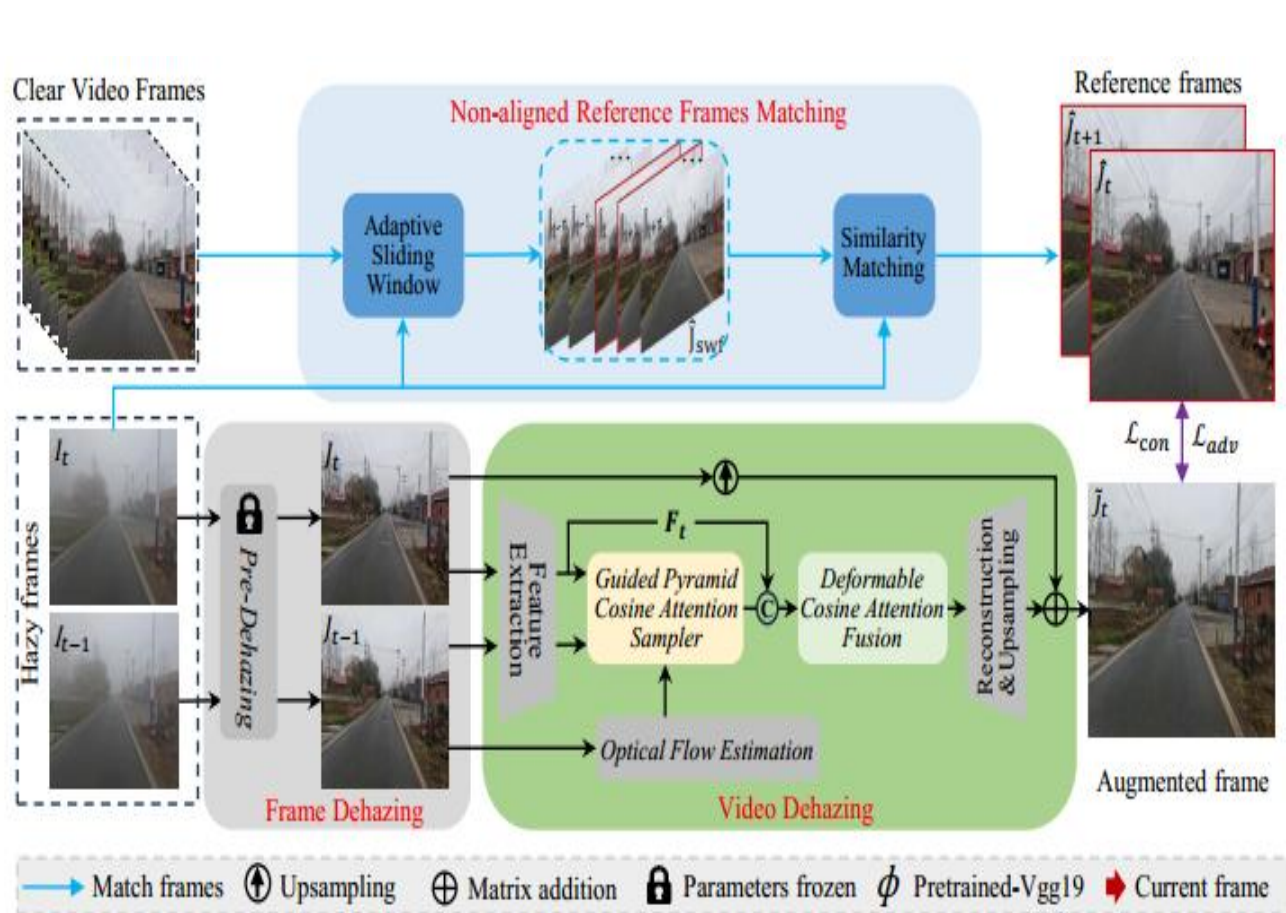 Clear Video Frames
Non-aligned Reference Frames Matching
Reference frames
Adaptive
Sliding
Window
Ĵswf
Similarity
Matching
Ĵt+1
Ĵt
ℒcon ℒadv
Hazy frames
It
It−1
Pre-Dehazing
Jt
Jt−1
Frame Dehazing
Feature
Extraction
Ft
Guided Pyramid
Cosine Attention
Sampler
©
Deformable
Cosine Attention
Fusion
Reconstruction
& Upsampling
Optical Flow Estimation
Video Dehazing
J̃t
Augmented frame
Match frames
Upsampling
Matrix addition
Parameters frozen
ϕ Pretrained-Vgg19
Current frame